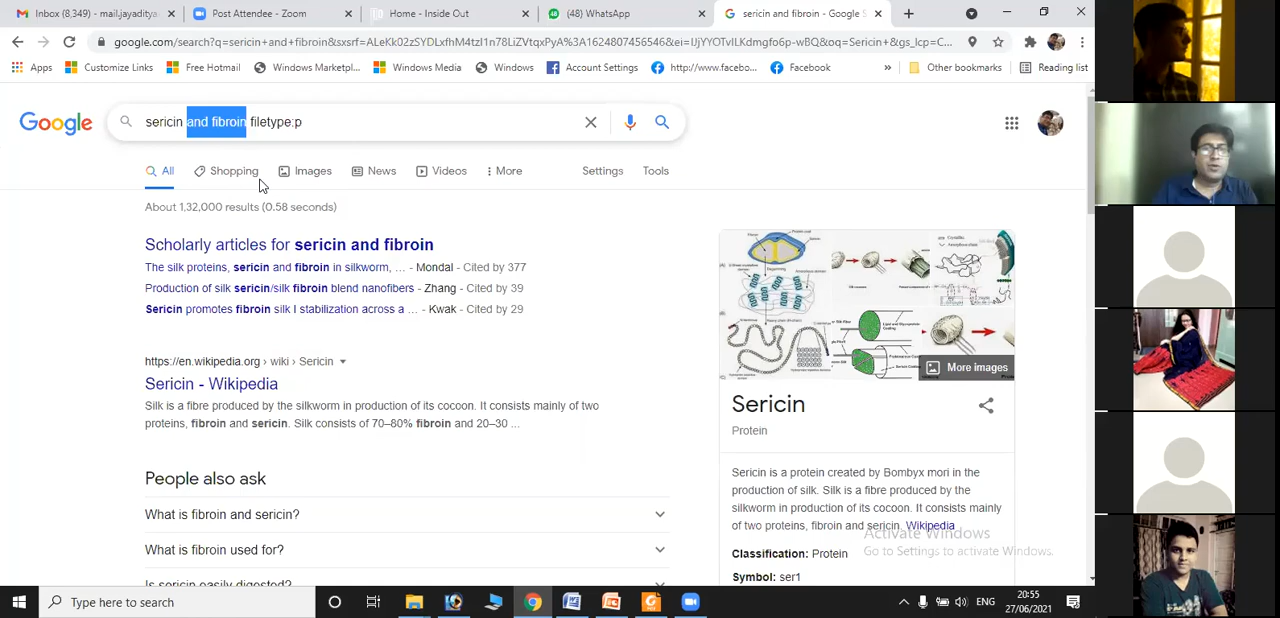 Inbox (8,349) - mail.jayaditya
Post Attendee - Zoom
Home - Inside Out
(48) WhatsApp
sericin and fibroin - Google S
google.com/search?q=sericin+and+fibroin&sxsrf=ALeKk02zSYDLxfhM4tzI1n78LiZVtqxPyA%3A1624807456546&ei=IJjYYOTvILKdmgfo6p-wBQ&oq=Sericin+&gs_lcp=C...
Apps
Customize Links
Free Hotmail
Windows Marketpl...
Windows Media
Windows
Account Settings
http://www.facebo...
Facebook
»
Other bookmarks
Reading list
Google
sericin and fibroin filetype:p
All
Shopping
Images
News
Videos
More
Settings
Tools
About 1,32,000 results (0.58 seconds)
Scholarly articles for sericin and fibroin
The silk proteins, sericin and fibroin in silkworm, ... - Mondal - Cited by 377
Production of silk sericin/silk fibroin blend nanofibers - Zhang - Cited by 39
Sericin promotes fibroin silk I stabilization across a ... - Kwak - Cited by 29
https://en.wikipedia.org › wiki › Sericin
Sericin - Wikipedia
Silk is a fibre produced by the silkworm in production of its cocoon. It consists mainly of two
proteins, fibroin and sericin. Silk consists of 70–80% fibroin and 20–30 ...
People also ask
What is fibroin and sericin?
What is fibroin used for?
Is sericin easily digested?
More images
Sericin
Protein
Sericin is a protein created by Bombyx mori in the
production of silk. Silk is a fibre produced by the
silkworm in production of its cocoon. It consists mainly
of two proteins, fibroin and sericin. Wikipedia
Classification: Protein
Symbol: ser1
Activate Windows
Go to Settings to activate Windows.
Type here to search
ENG
20:55
27/06/2021